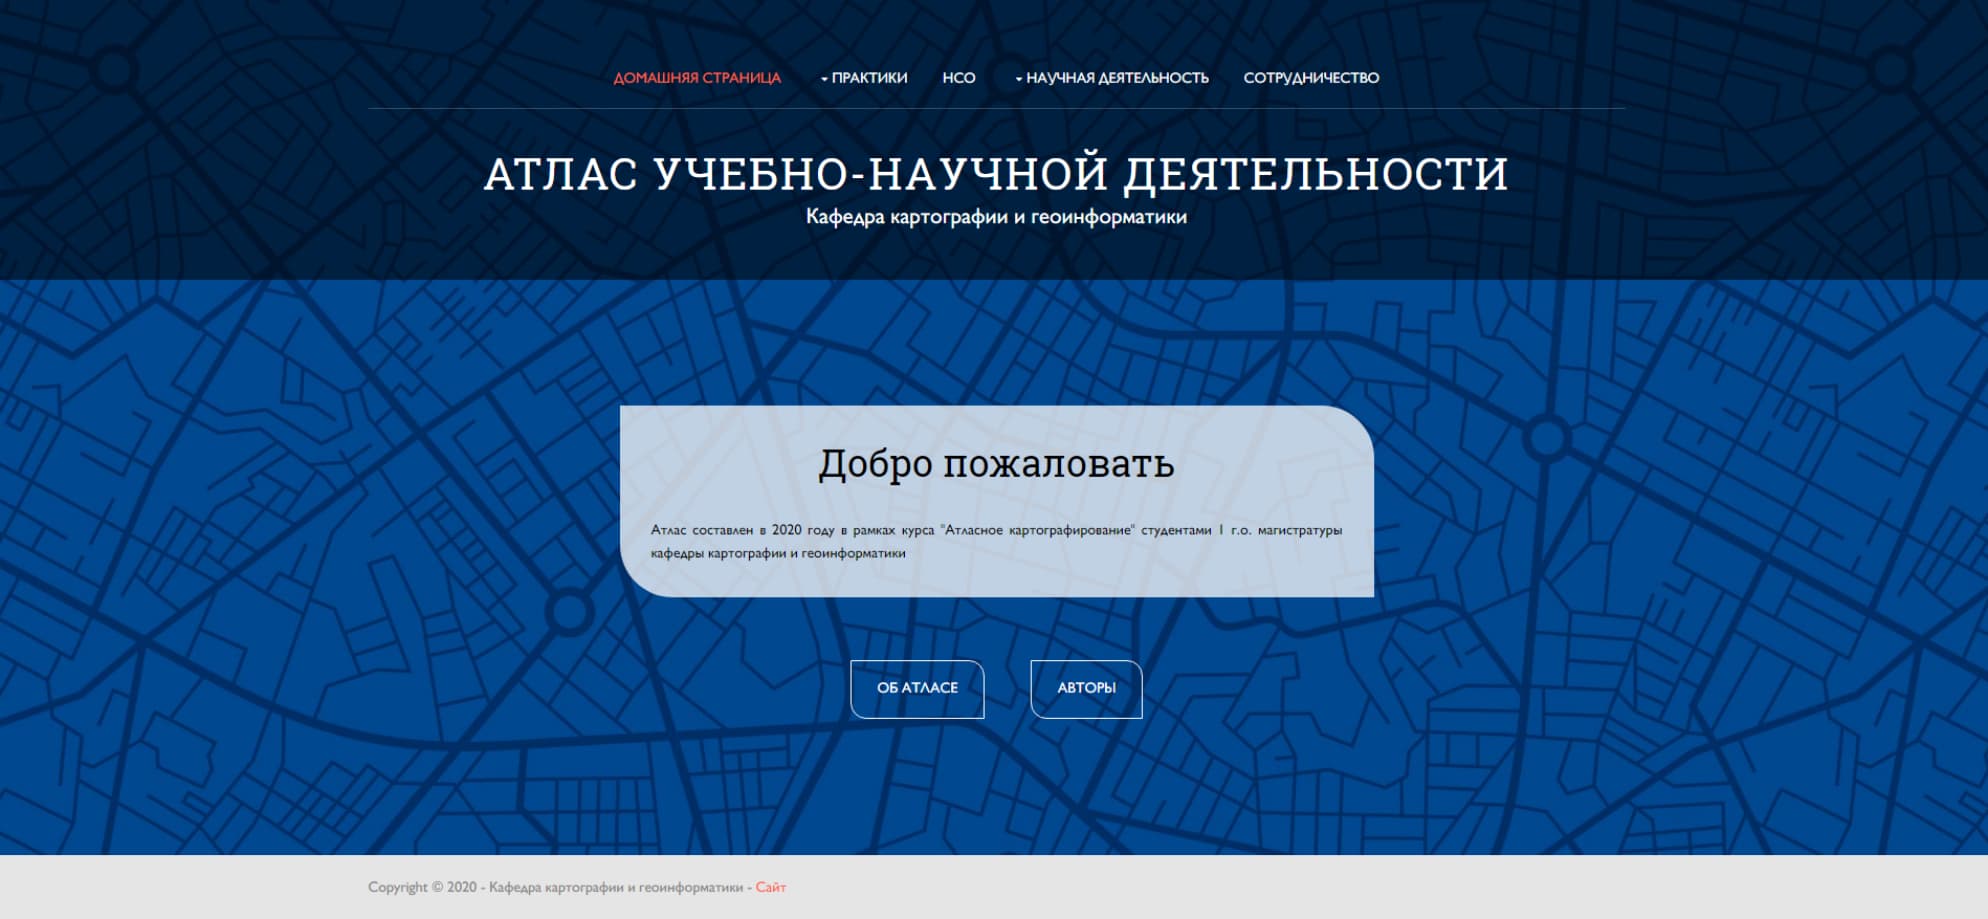 ДОМАШНЯЯ СТРАНИЦА ПРАКТИКИ НСО НАУЧНАЯ ДЕЯТЕЛЬНОСТЬ СОТРУДНИЧЕСТВО
АТЛАС УЧЕБНО-НАУЧНОЙ ДЕЯТЕЛЬНОСТИ
Кафедра картографии и геоинформатики
Добро пожаловать
Атлас составлен в 2020 году в рамках курса "Атласное картографирование" студентами 1 г.о. магистратуры
кафедры картографии и геоинформатики
ОБ АТЛАСЕ АВТОРЫ
Copyright © 2020 - Кафедра картографии и геоинформатики - Сайт